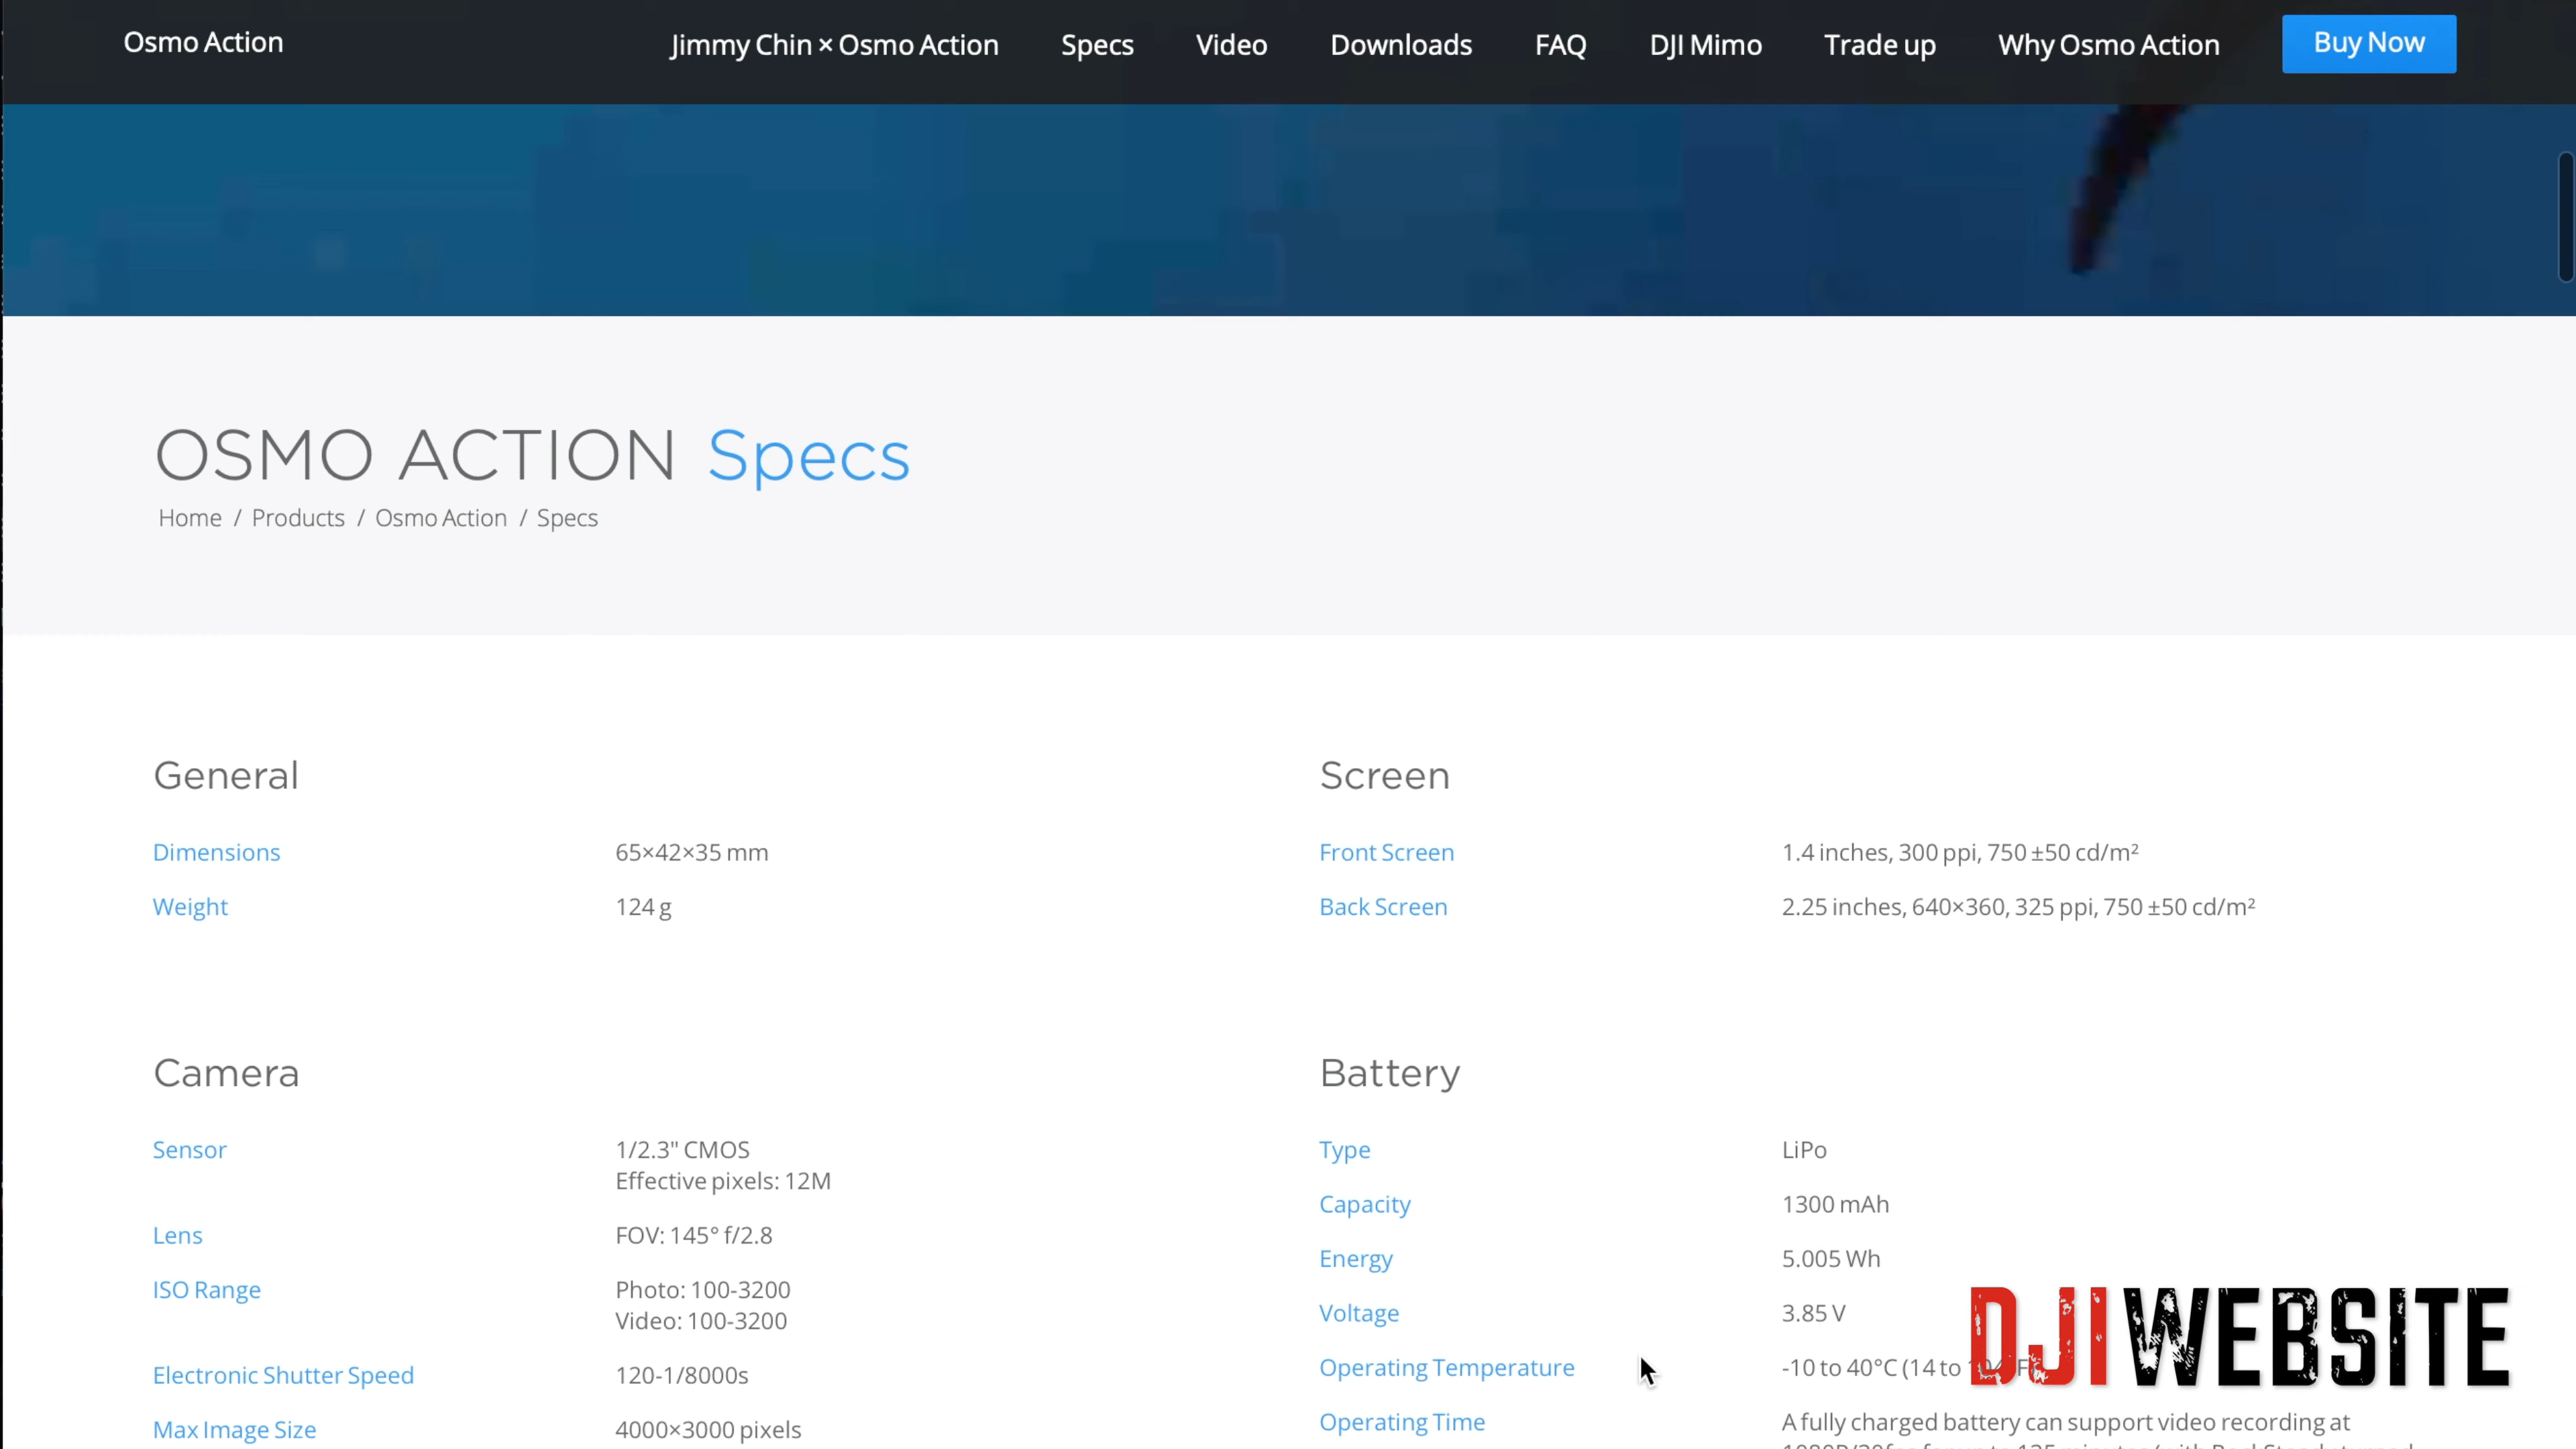 Osmo Action
Jimmy Chin × Osmo Action
Specs
Video
Downloads
FAQ
DJI Mimo
Trade up
Why Osmo Action
Buy Now
OSMO ACTION Specs
Home / Products / Osmo Action / Specs
General
Dimensions 65×42×35 mm
Weight 124 g
Screen
Front Screen 1.4 inches, 300 ppi, 750 ±50 cd/m²
Back Screen 2.25 inches, 640×360, 325 ppi, 750 ±50 cd/m²
Camera
Sensor 1/2.3" CMOS
Effective pixels: 12M
Lens FOV: 145° f/2.8
ISO Range Photo: 100-3200
Video: 100-3200
Electronic Shutter Speed 120-1/8000s
Max Image Size 4000×3000 pixels
Battery
Type LiPo
Capacity 1300 mAh
Energy 5.005 Wh
Voltage 3.85 V
Operating Temperature -10 to 40°C (14 to
Operating Time A fully charged battery can support video recording at
DJI WEBSITE